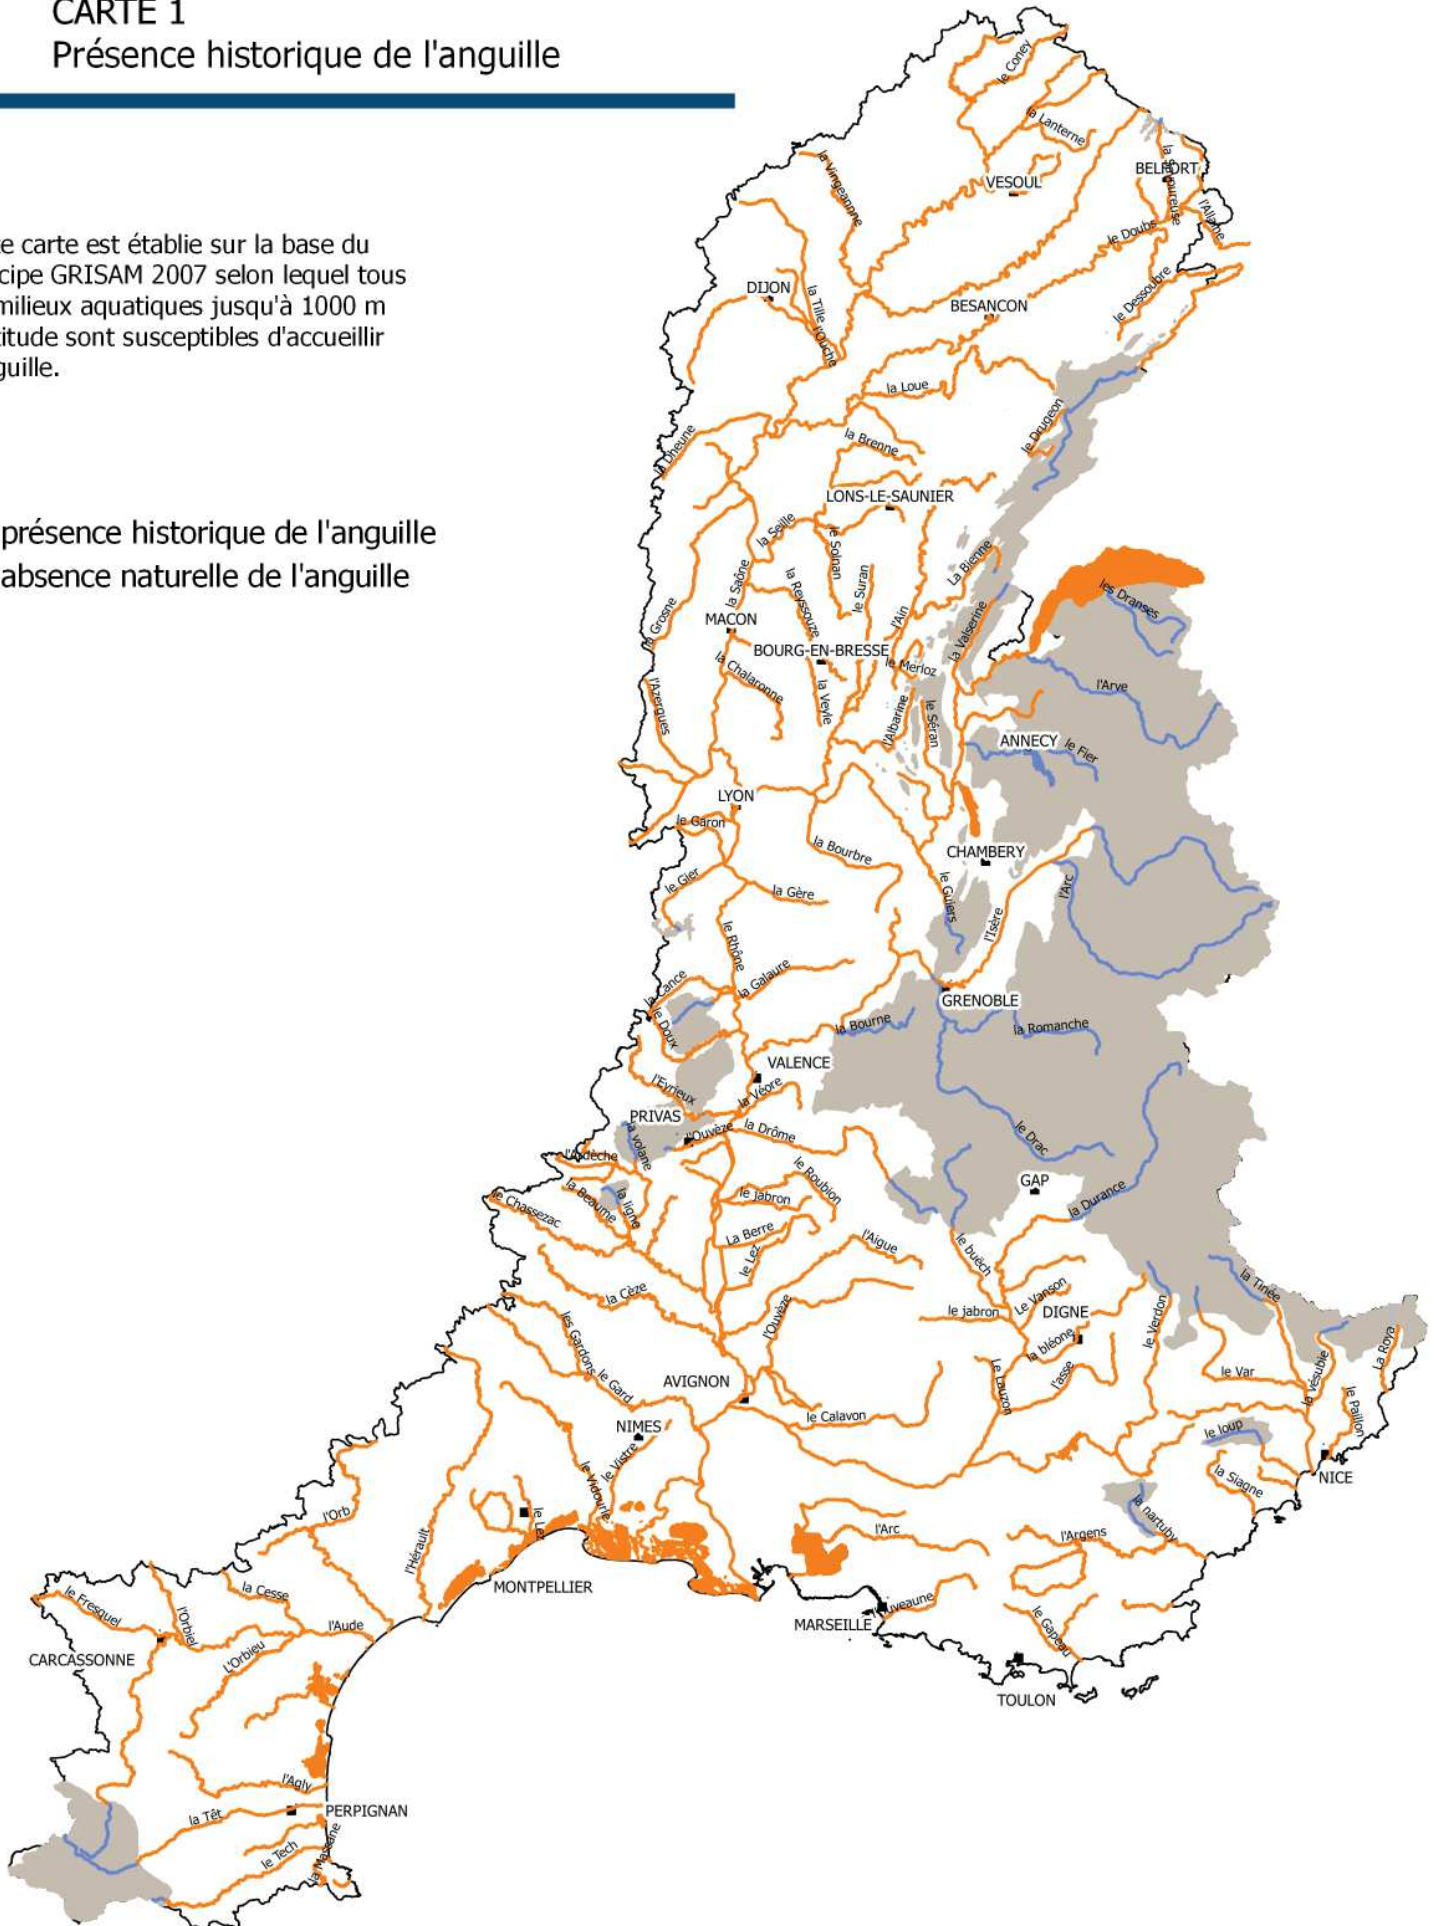 CARTE 1
Présence historique de l'anguille
e carte est établie sur la base du
cipe GRISAM 2007 selon lequel tous
milieux aquatiques jusqu'à 1000 m
itude sont susceptibles d'accueillir
guille.
présence historique de l'anguille
absence naturelle de l'anguille
le Coney
la Lanterne
la Vingeanne
VESOUL
BELFORT
la Savoureuse
l'Allaine
le Doubs
le Dessoubre
DIJON
la Tille
l'Ouche
BESANCON
la Loue
le Drugeon
la Dheune
la Brenne
LONS-LE-SAUNIER
la Seille
le Solnan
La Bienne
les Dranses
la Saône
la Reyssouze
le Suran
l'Ain
la Valserine
la Grosne
MACON
BOURG-EN-BRESSE
le Merloz
la Chalaronne
la Veyle
l'Albarine
le Séran
l'Arve
l'Azergues
ANNECY
le Fier
LYON
le Garon
la Bourbre
CHAMBERY
le Gier
la Gère
le Guiers
l'Arc
l'Isère
le Rhône
la Galaure
la Cance
GRENOBLE
le Doux
la Bourne
la Romanche
VALENCE
l'Eyrieux
la Véore
PRIVAS
l'Ouvèze
la Drôme
la volane
le Drac
l'Ardèche
le Roubion
GAP
la Beaume
la ligne
le Jabron
la Durance
le Chassezac
La Berre
le Lez
l'Aigue
le buëch
la Tinée
la Cèze
l'Ouvèze
le jabron
Le Vanson
DIGNE
le Verdon
les Gardons
la bléone
le Gard
AVIGNON
Le Lauzon
l'asse
le Var
la vésubie
La Roya
le Paillon
le Calavon
NIMES
le Vistre
le loup
le Vidourle
la Siagne
NICE
l'Orb
le Lez
la nartuby
l'Arc
l'Argens
l'Hérault
MONTPELLIER
le Fresquel
la Cesse
l'Orbiel
MARSEILLE
l'Huveaune
le Gapeau
l'Aude
L'Orbieu
CARCASSONNE
TOULON
l'Agly
la Têt
PERPIGNAN
le Tech
la Massane